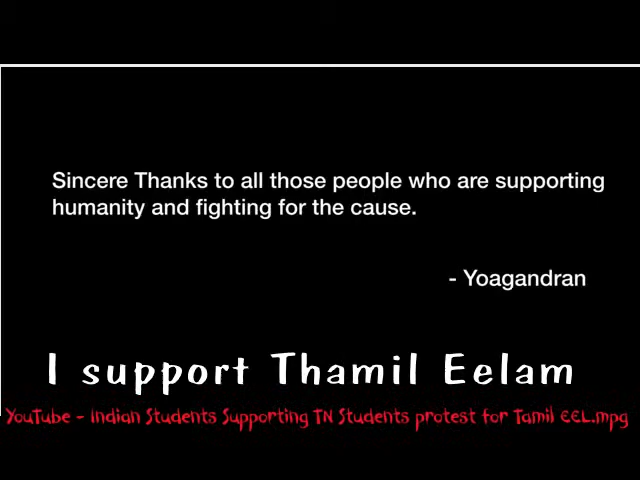 Sincere Thanks to all those people who are supporting
humanity and fighting for the cause.
- Yoagandran
I support Thamil Eelam
YouTube - Indian Students Supporting TN Students protest for Tamil EEL.mpg